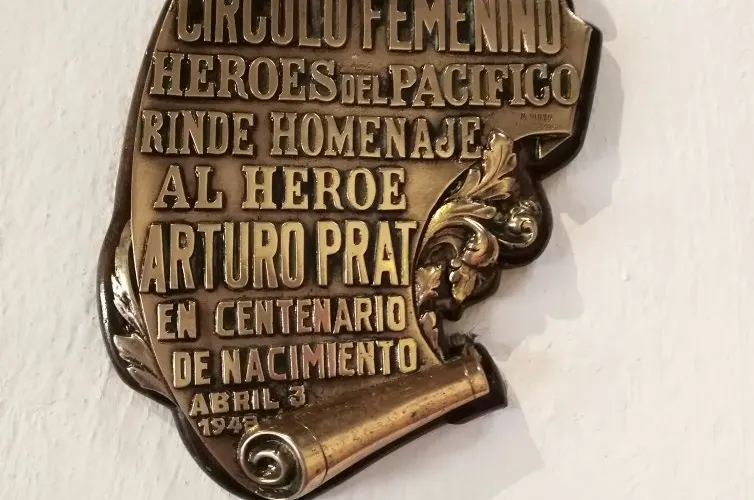 CIRCULO FEMENINO
HEROES DEL PACIFICO
RINDE HOMENAJE
AL HEROE
ARTURO PRAT
EN CENTENARIO
DE NACIMIENTO
ABRIL 3
1948